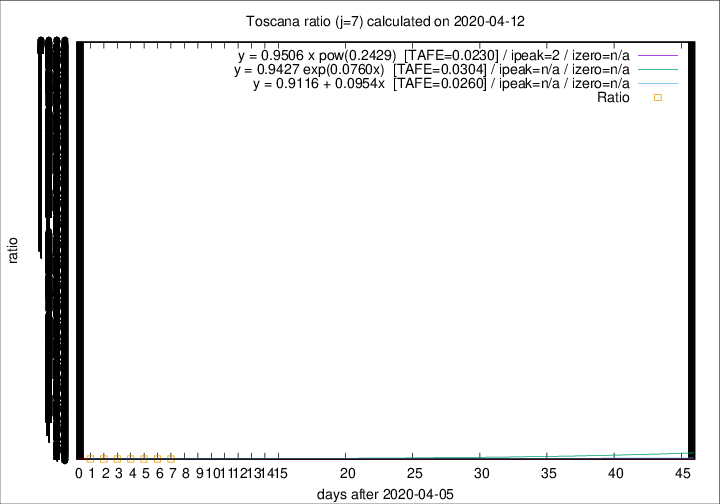 Toscana ratio (j=7) calculated on 2020-04-12
y = 0.9506 x pow(0.2429) [TAFE=0.0230] / ipeak=2 / izero=n/a
y = 0.9427 exp(0.0760x) [TAFE=0.0304] / ipeak=n/a / izero=n/a
y = 0.9116 + 0.0954x [TAFE=0.0260] / ipeak=n/a / izero=n/a
Ratio
ratio
0 1 2 3 4 5 6 7 8 9 10 11 12 13 14 15 20 25 30 35 40 45
days after 2020-04-05